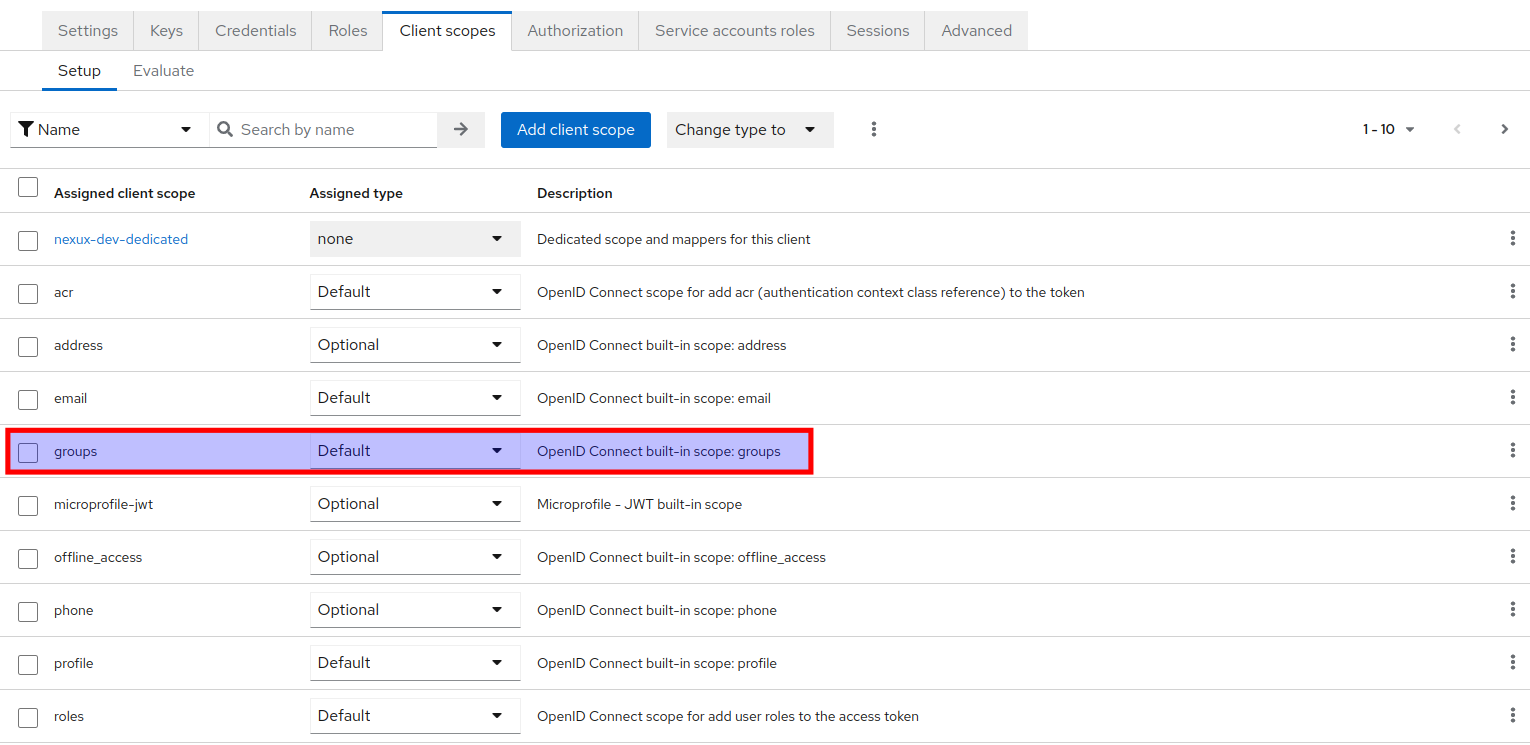 Settings Keys Credentials Roles Client scopes Authorization Service accounts roles Sessions Advanced
Setup Evaluate
Name Search by name Add client scope Change type to 1 - 10
Assigned client scope Assigned type Description
nexux-dev-dedicated none Dedicated scope and mappers for this client
acr Default OpenID Connect scope for add acr (authentication context class reference) to the token
address Optional OpenID Connect built-in scope: address
email Default OpenID Connect built-in scope: email
groups Default OpenID Connect built-in scope: groups
microprofile-jwt Optional Microprofile - JWT built-in scope
offline_access Optional OpenID Connect built-in scope: offline_access
phone Optional OpenID Connect built-in scope: phone
profile Default OpenID Connect built-in scope: profile
roles Default OpenID Connect scope for add user roles to the access token